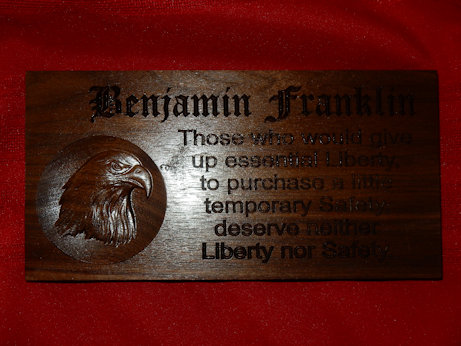 Benjamin Franklin
Those who would give
up essential Liberty,
to purchase a little
temporary Safety,
deserve neither
Liberty nor Safety.